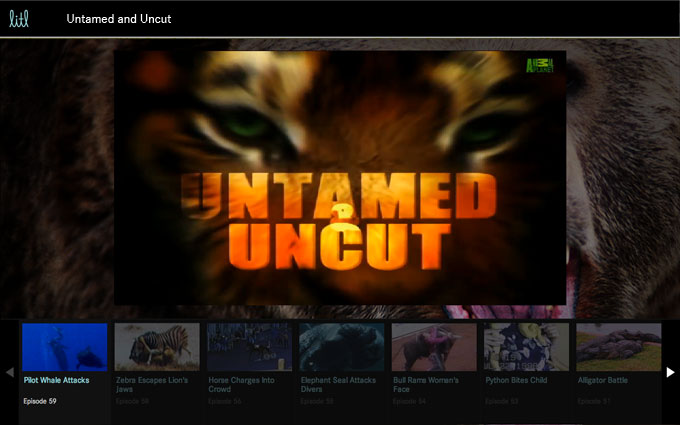 litl
Untamed and Uncut
ANIMAL
PLANET
UNTAMED
&
UNCUT
Pilot Whale Attacks
Episode 59
Zebra Escapes Lion's
Jaws
Episode 58
Horse Charges Into
Crowd
Episode 56
Elephant Seal Attacks
Divers
Episode 55
Bull Rams Woman's
Face
Episode 54
Python Bites Child
Episode 53
Alligator Battle
Episode 51